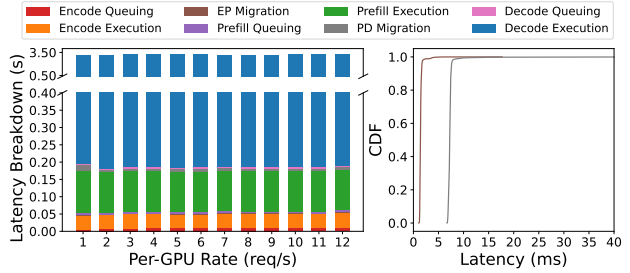 Encode Queuing EP Migration Prefill Execution Decode Queuing
Encode Execution Prefill Queuing PD Migration Decode Execution
Latency Breakdown (s)
3.50
0.50
0.40
0.35
0.30
0.25
0.20
0.15
0.10
0.05
0.00
1 2 3 4 5 6 7 8 9 10 11 12
Per-GPU Rate (req/s)
CDF
1.0
0.8
0.6
0.4
0.2
0.0
0 5 10 15 20 30 40
Latency (ms)